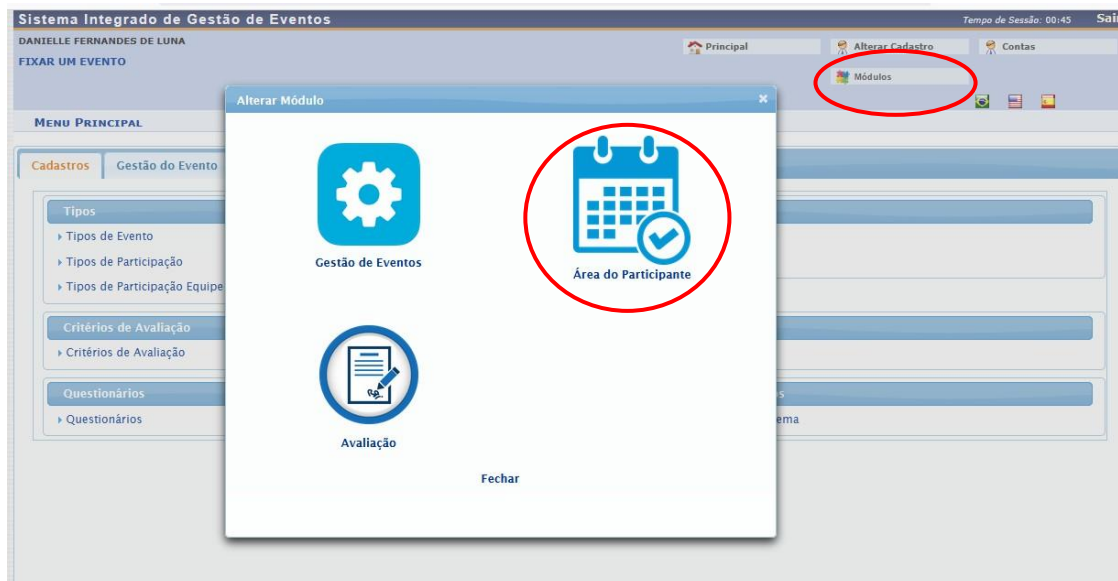 Sistema Integrado de Gestão de Eventos
Tempo de Sessão: 00:45
Sair
DANIELLE FERNANDES DE LUNA
FIXAR UM EVENTO
Principal
Alterar Cadastro
Contas
Módulos
MENU PRINCIPAL
Cadastros
Gestão do Evento
Tipos
Tipos de Evento
Tipos de Participação
Tipos de Participação Equipe
Critérios de Avaliação
Critérios de Avaliação
Questionários
Questionários
Alterar Módulo
x
Gestão de Eventos
Área do Participante
Avaliação
Fechar